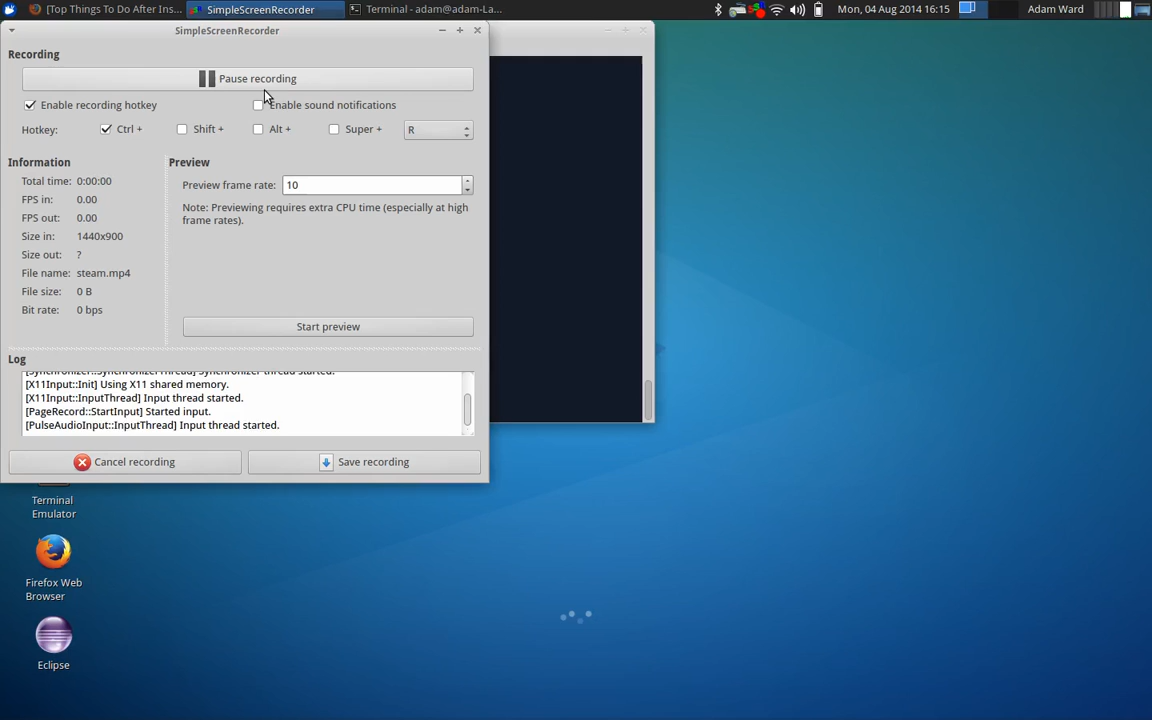 [Top Things To Do After Ins...
SimpleScreenRecorder
Terminal - adam@adam-La...
Mon, 04 Aug 2014 16:15
Adam Ward
SimpleScreenRecorder
Recording
Pause recording
Enable recording hotkey
Enable sound notifications
Hotkey:
Ctrl +
Shift +
Alt +
Super +
R
Information
Preview
Total time: 0:00:00
Preview frame rate: 10
FPS in: 0.00
Note: Previewing requires extra CPU time (especially at high
frame rates).
FPS out: 0.00
Size in: 1440x900
Size out: ?
File name: steam.mp4
File size: 0 B
Bit rate: 0 bps
Start preview
Log
[Synchronizer::SynchronizerThread] Synchronizer thread started.
[X11Input::Init] Using X11 shared memory.
[X11Input::InputThread] Input thread started.
[PageRecord::StartInput] Started input.
[PulseAudioInput::InputThread] Input thread started.
Cancel recording
Save recording
Terminal
Emulator
Firefox Web
Browser
Eclipse